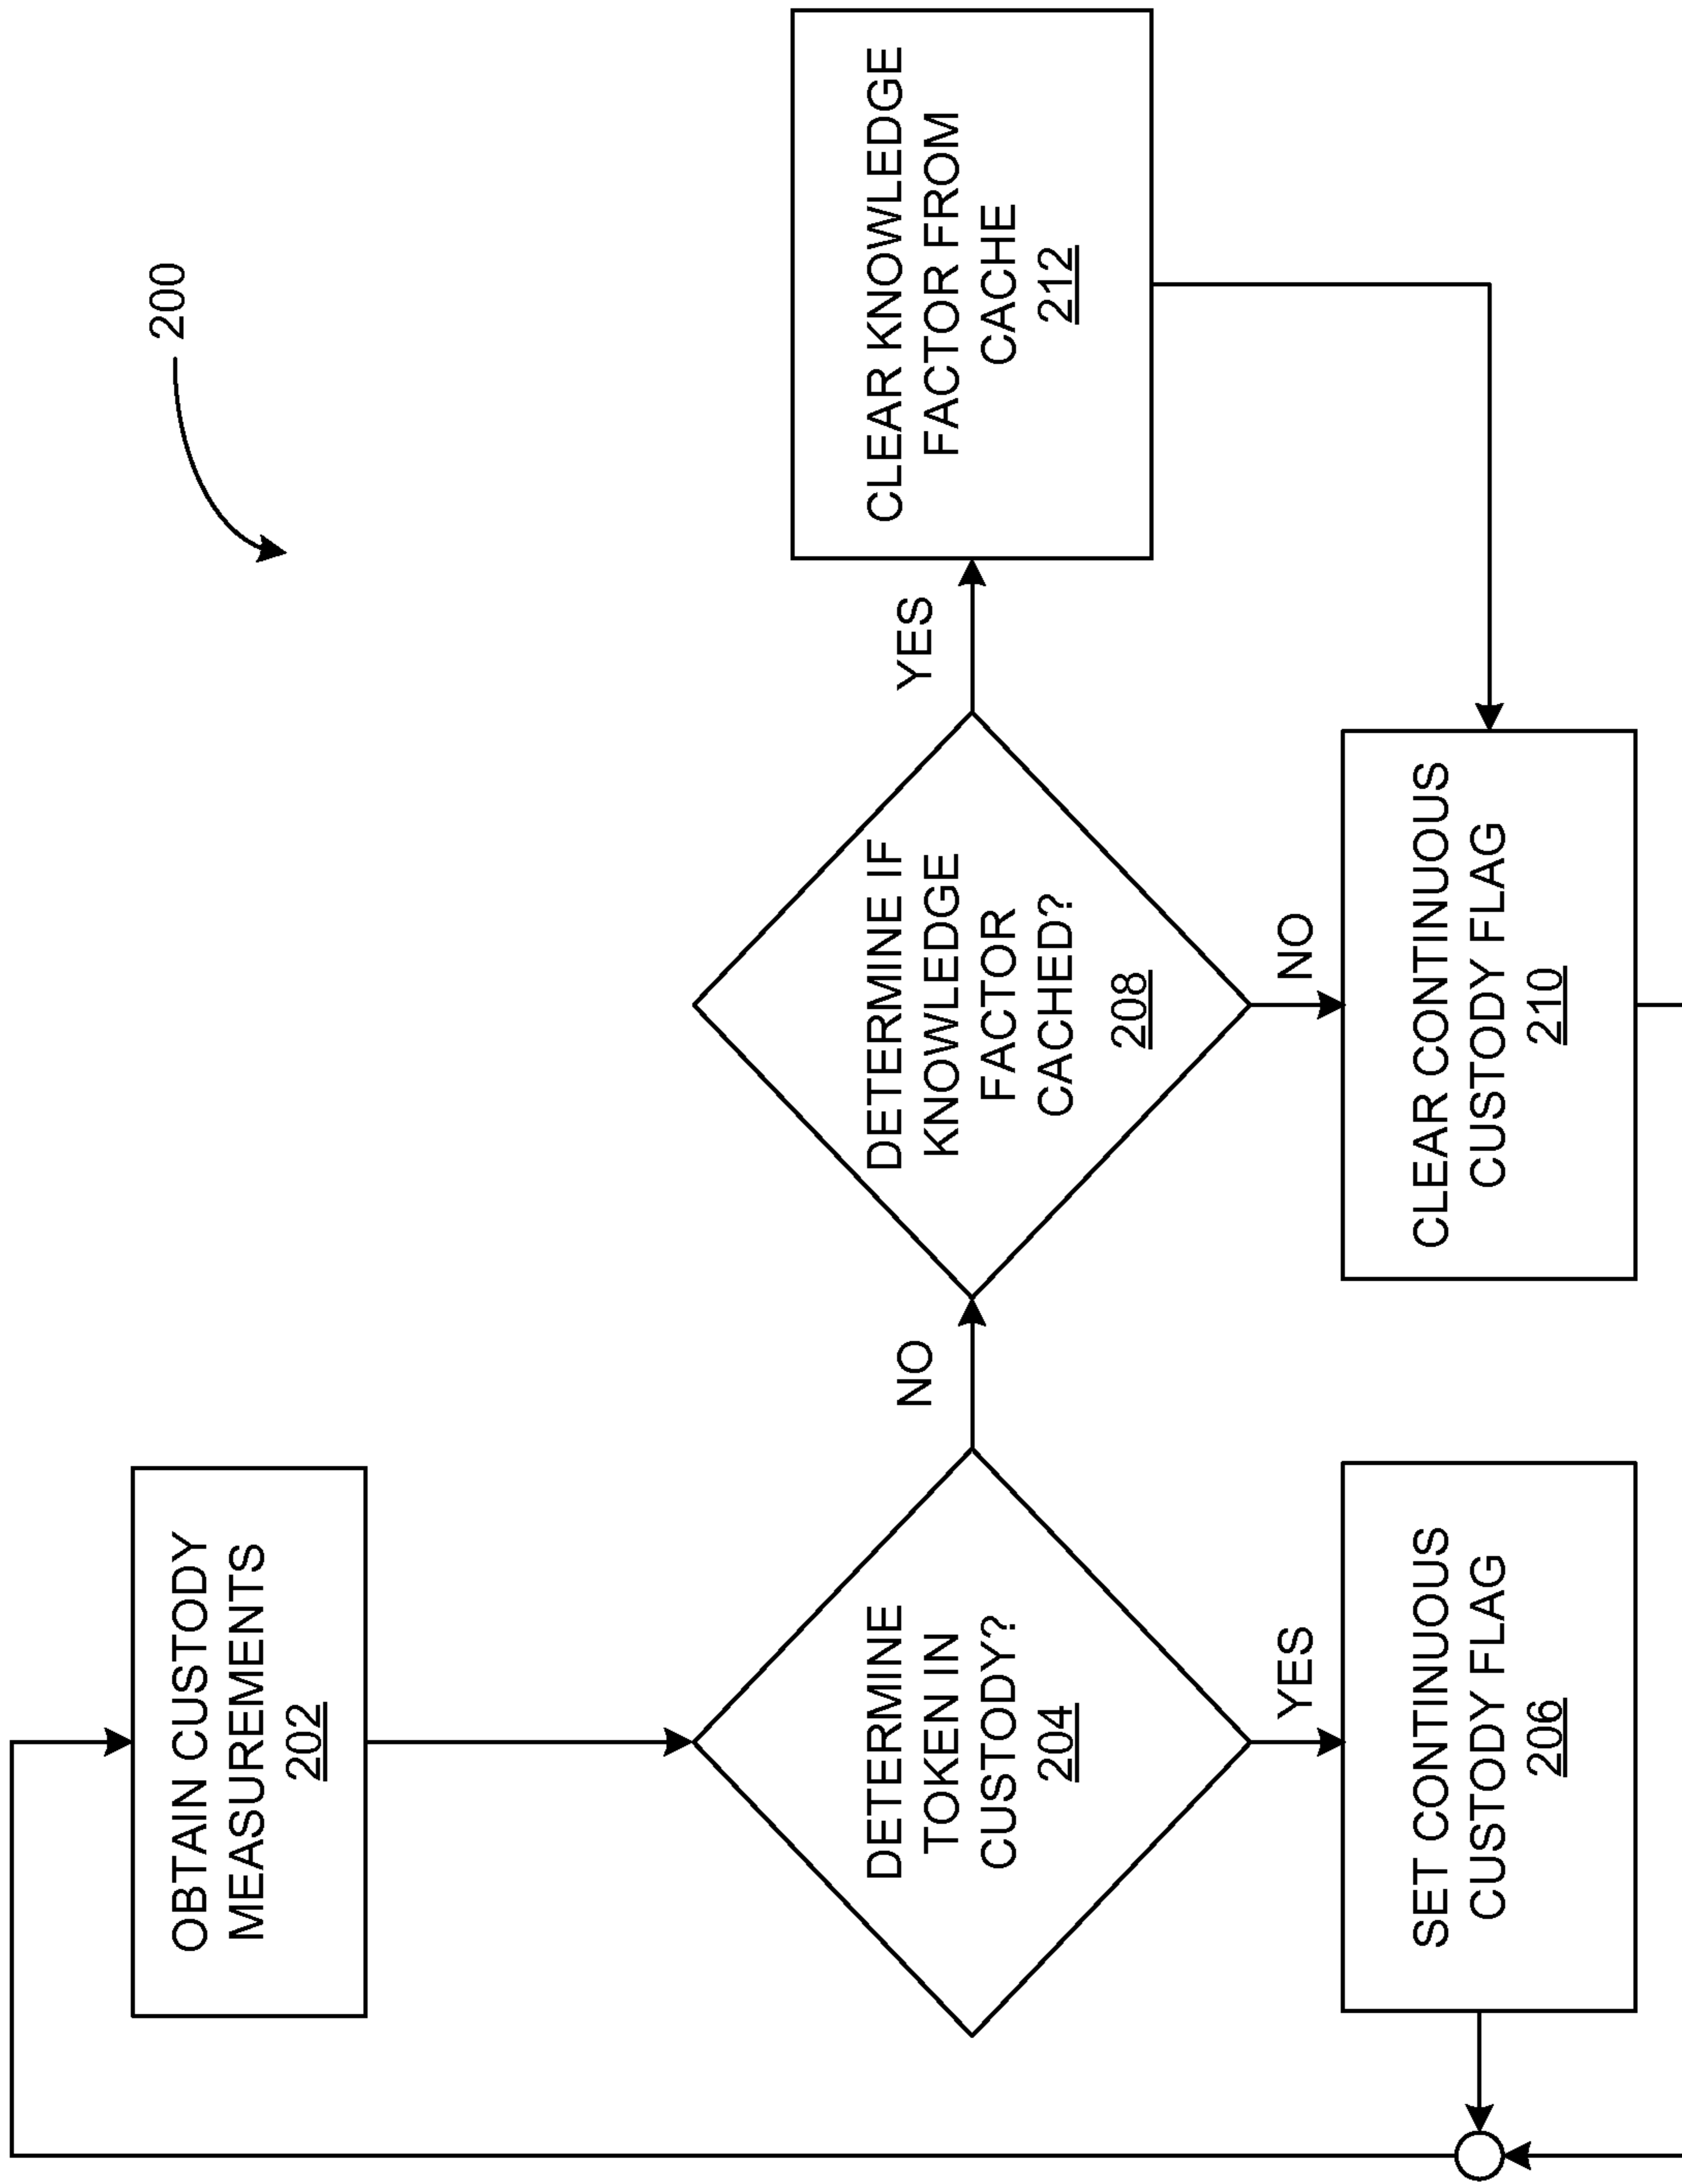 200
OBTAIN CUSTODY
MEASUREMENTS
202
DETERMINE
TOKEN IN
CUSTODY?
204
NO
YES
SET CONTINUOUS
CUSTODY FLAG
206
DETERMINE IF
KNOWLEDGE
FACTOR
CACHED?
208
YES
NO
CLEAR CONTINUOUS
CUSTODY FLAG
210
CLEAR KNOWLEDGE
FACTOR FROM
CACHE
212